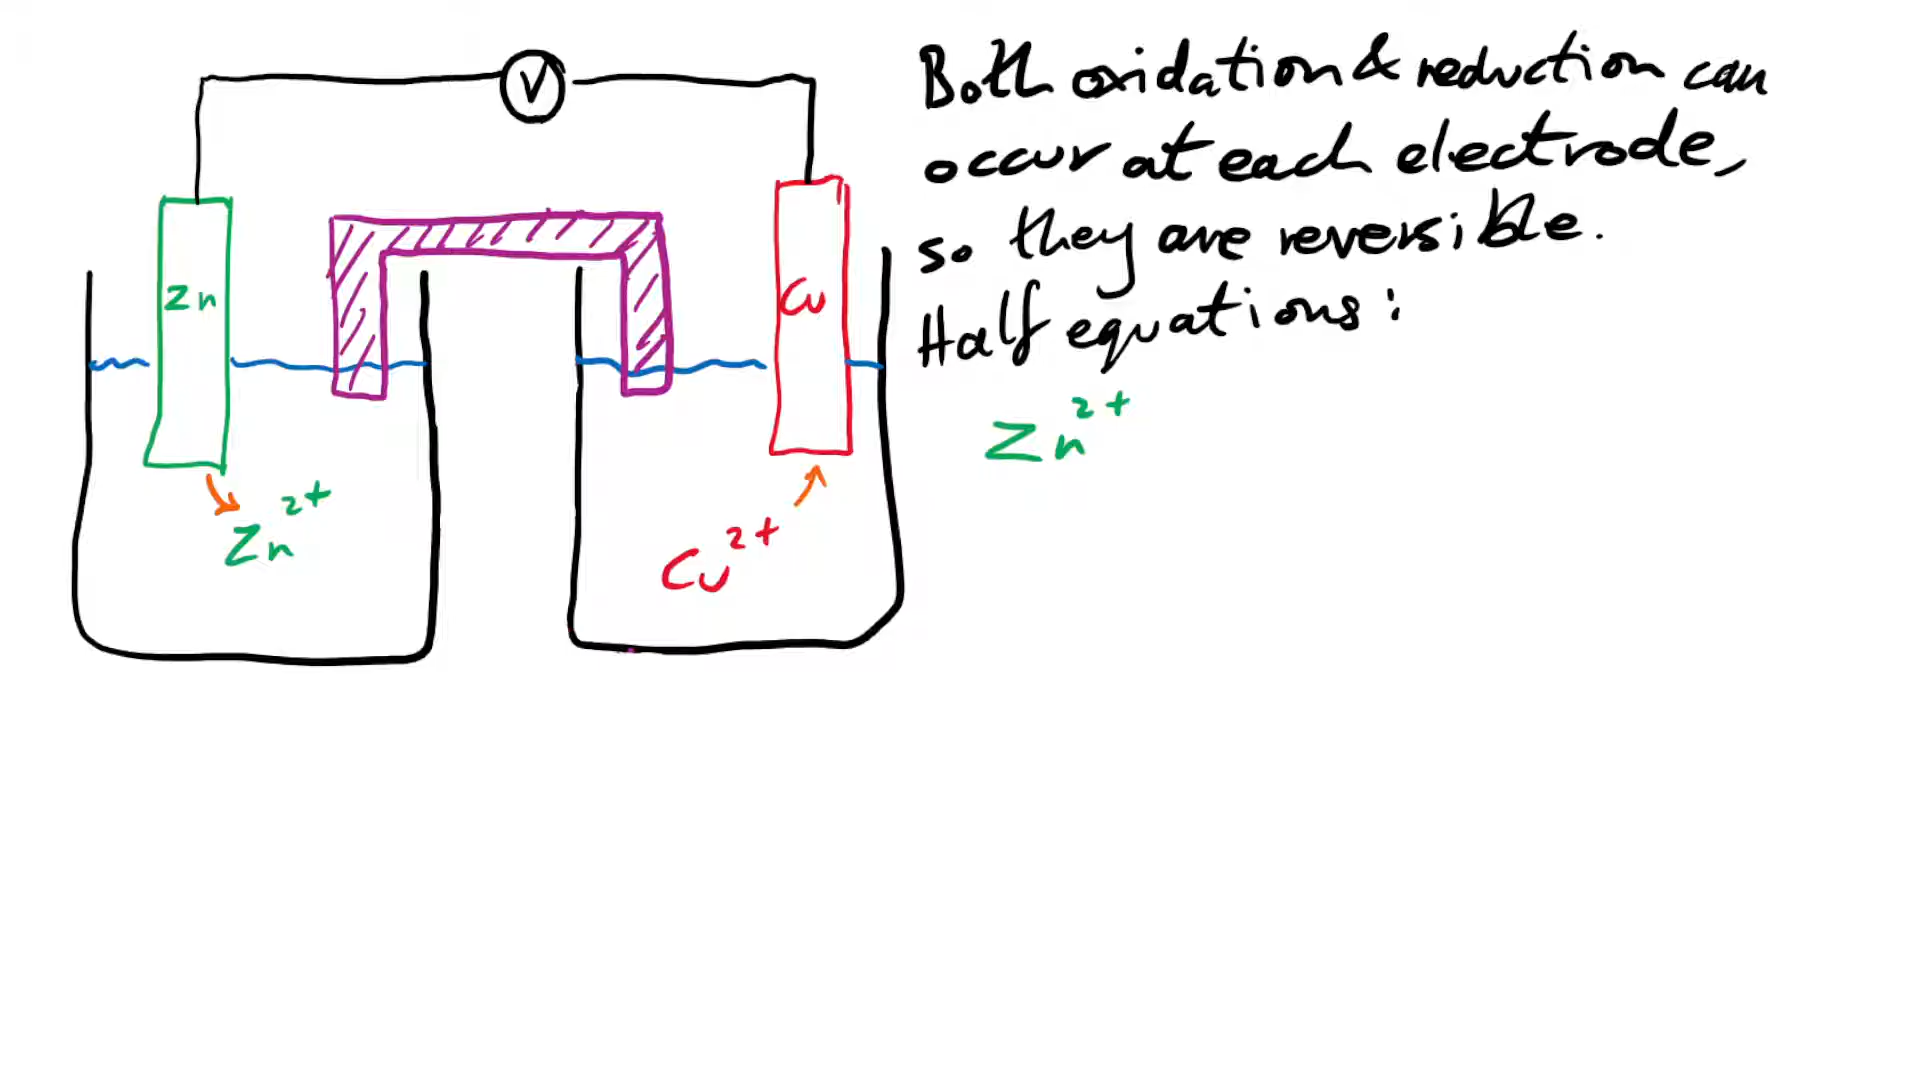 V
Both oxidation & reduction can
occur at each electrode,
so they are reversible.
Half equations:
Zn²⁺
Zn
Cu
Zn²⁺
Cu²⁺